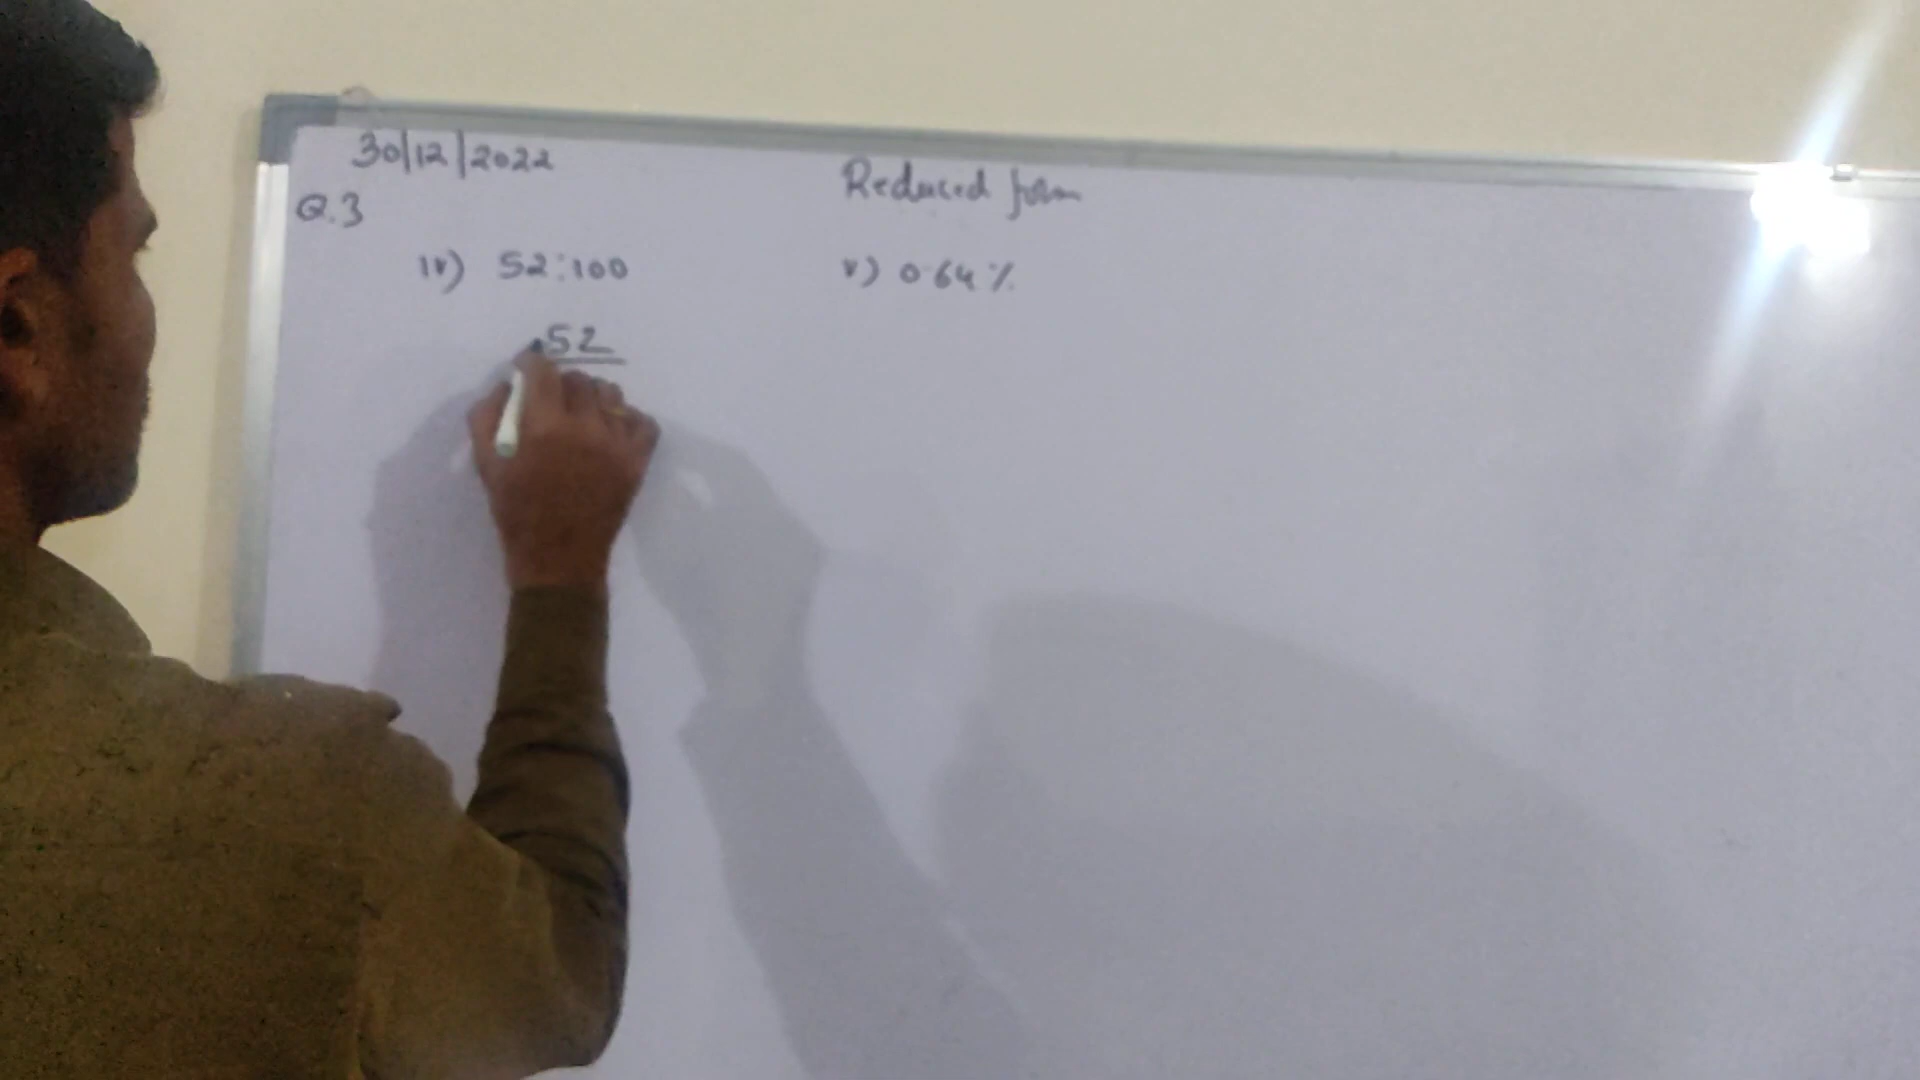 30/12/2022
Reduced form
Q.3
iv) 52:100
v) 0.64%
52